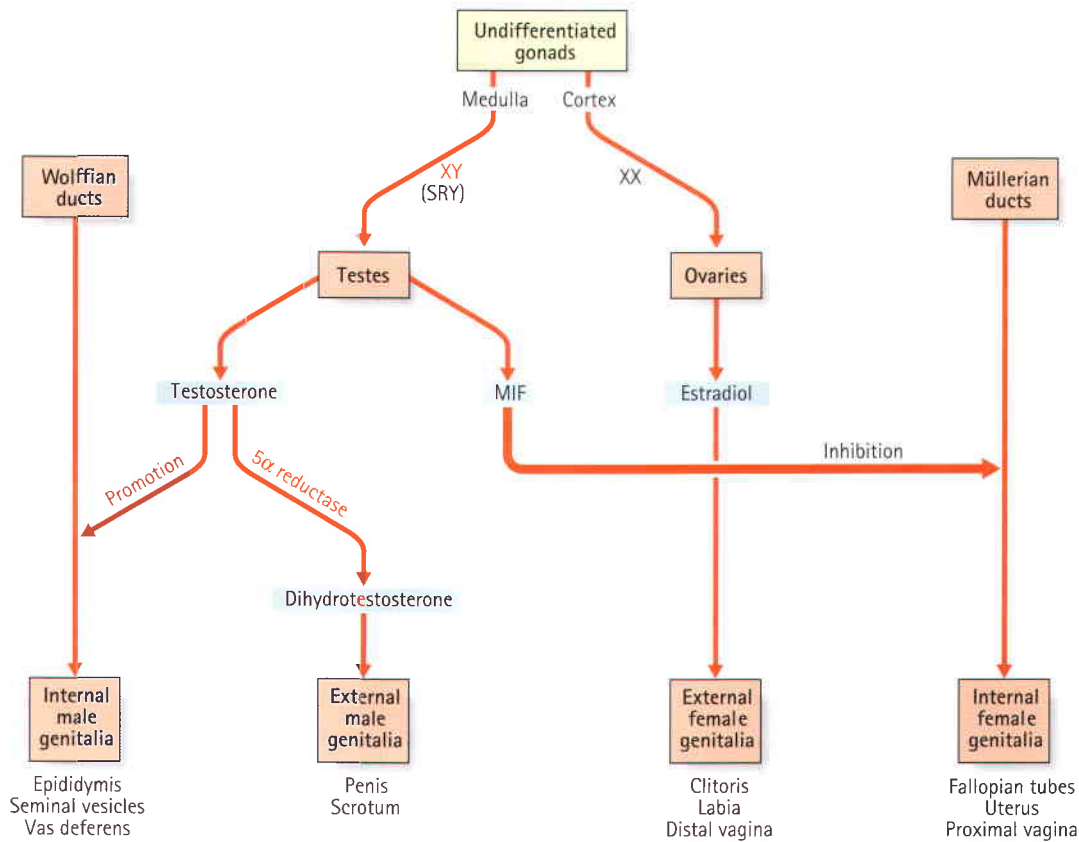 Undifferentiated
gonads
Medulla
Cortex
Wolffian
ducts
XY
(SRY)
XX
Müllerian
ducts
Testes
Ovaries
Testosterone
MIF
Estradiol
Promotion
5α reductase
Inhibition
Dihydrotestosterone
Internal
male
genitalia
External
male
genitalia
External
female
genitalia
Internal
female
genitalia
Epididymis
Seminal vesicles
Vas deferens
Penis
Scrotum
Clitoris
Labia
Distal vagina
Fallopian tubes
Uterus
Proximal vagina